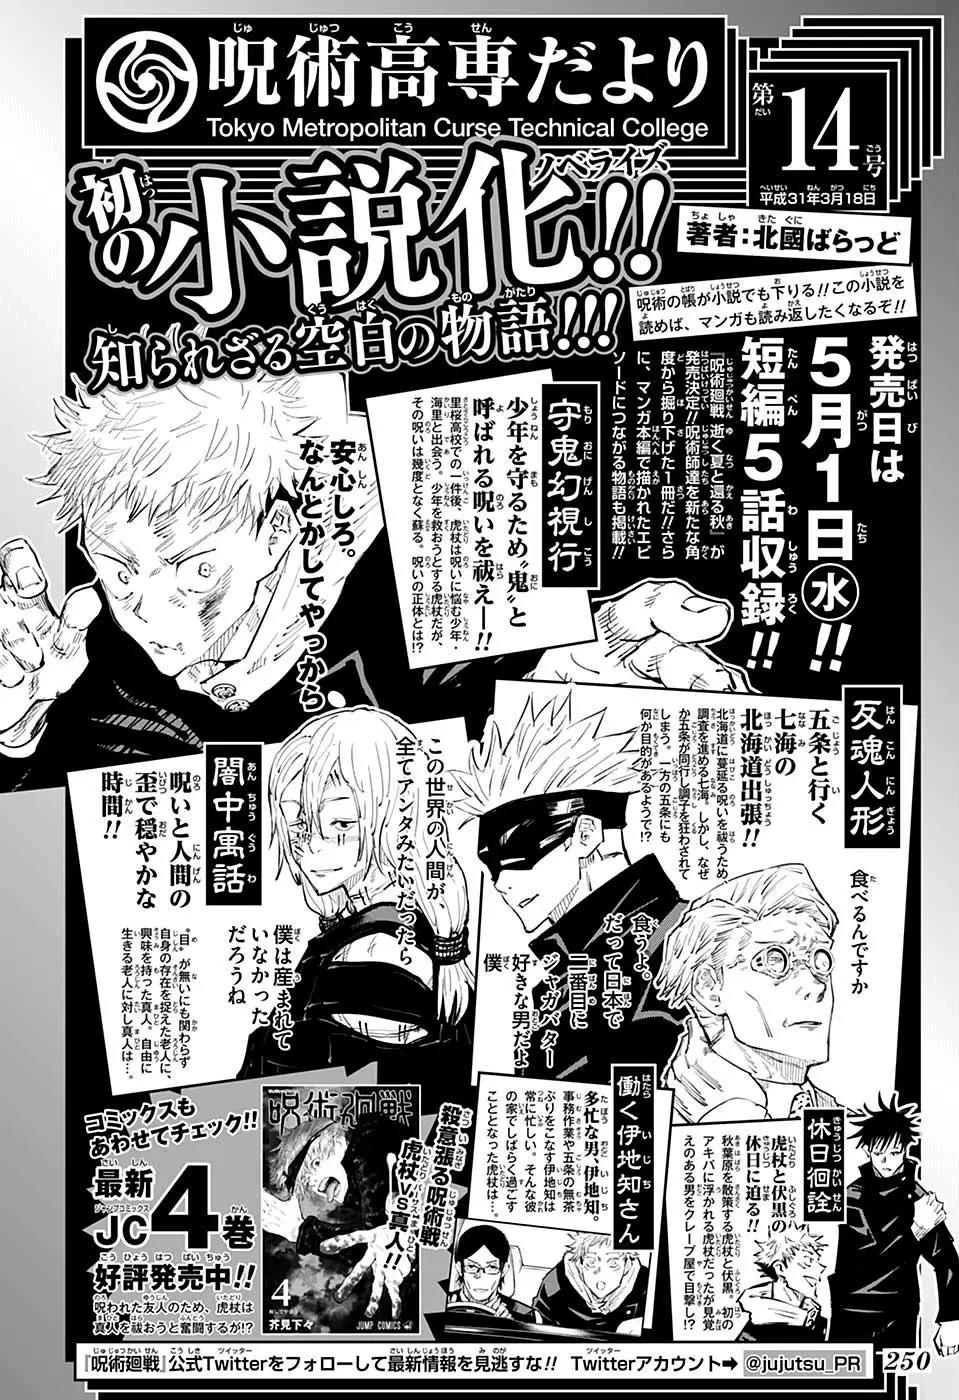 呪術高専だより
Tokyo Metropolitan Curse Technical College
第14号
平成31年3月18日
初の小説化!!
ノベライズ
知られざる空白の物語!!!
著者：北國ばらっど
呪術の帳が小説でも下りる!!この小説を
読めば、マンガも読み返したくなるぞ!!
発売日は
5月1日㊌!!
短編5話収録!!
『呪術廻戦 逝く夏と還る秋』が
発売決定!!呪術師達を新たな角
度から掘り下げた1冊だ!!さら
に、マンガ本編で描かれたエピ
ソードにつながる物語も掲載!!
守鬼幻視行
少年を守るため〝鬼〟と
呼ばれる呪いを祓え――!!
里桜高校での一件後、虎杖は呪いに悩む少年・
海里と出会う。少年を救おうとする虎杖だが、
その呪いは幾度となく蘇る。呪いの正体とは!?
安心しろ。
なんとかしてやっから
反魂人形
五条と行く
七海の
北海道出張!!
北海道に蔓延る呪いを祓うため
調査を進める七海。しかし、なぜ
か五条が同行し調子を狂わされて
しまう。一方の五条にも
何か目的があるようで!?
食べるんですか
食うよ。
だって日本で
二番目に
ジャガバター
好きな男だよ
僕
闇中寓話
呪いと人間の
歪で穏やかな
時間!!
〝目〟が無いにも関わらず
自身の存在を捉えた老人に、
興味を持った真人。自由に
生きる老人に対し真人は…。
この世界の人間が、
全てアンタみたいだったら
僕は産まれて
いなかった
だろうね
働く伊地知さん
多忙な男、伊地知。
事務作業や五条の無茶
ぶりをこなす伊地知は
常に忙しい。そんな彼
の家でしばらく過ごす
こととなった虎杖は…。
休日徊詮
虎杖と伏黒の
休日に迫る!!
秋葉原を散策する虎杖と伏黒。初の
アキバに浮かれる虎杖だったが見覚
えのある男をクレープ屋で目撃し!?
コミックスも
あわせてチェック!!
最新
JC4巻
ジャンプコミックス
好評発売中!!
呪われた友人のため、虎杖は
真人を祓おうと奮闘するが!?
呪術廻戦
4
芥見下々
JUMP COMICS
殺意漲る呪術戦
虎杖VS真人!!
『呪術廻戦』公式Twitterをフォローして最新情報を見逃すな!! Twitterアカウント➡@jujutsu_PR
250